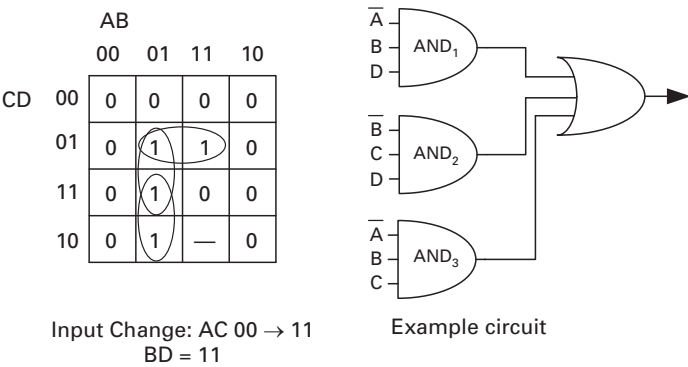 AB
00 01 11 10
CD 00 0 0 0 0
01 0 1 1 0
11 0 1 0 0
10 0 1 — 0
Input Change: AC 00 → 11
BD = 11
A̅
B
D
AND₁
B̅
C
D
AND₂
A̅
B
C
AND₃
Example circuit